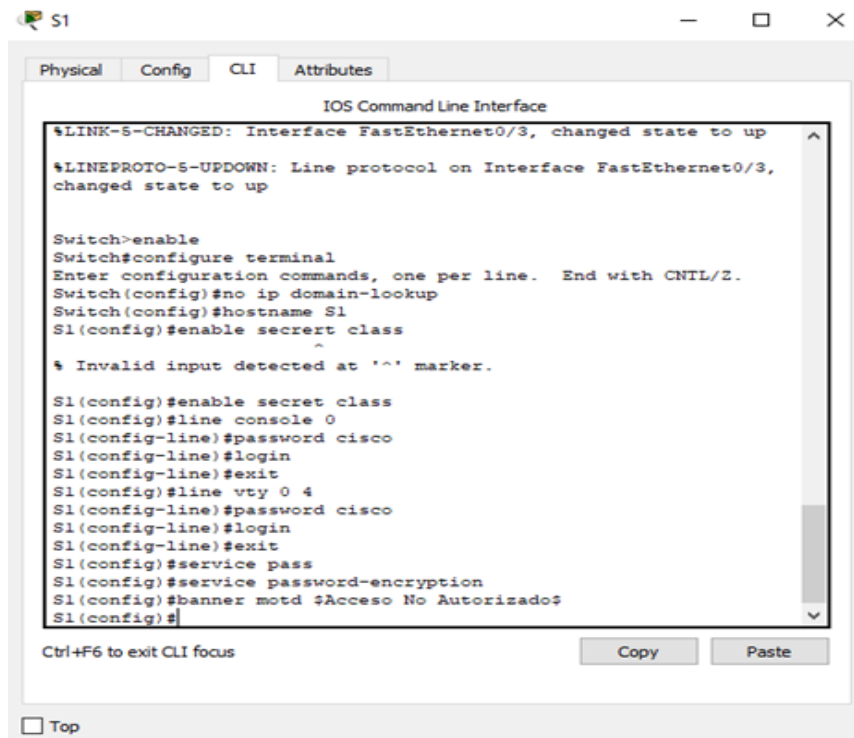 S1
Physical Config CLI Attributes
IOS Command Line Interface
%LINK-5-CHANGED: Interface FastEthernet0/3, changed state to up
%LINEPROTO-5-UPDOWN: Line protocol on Interface FastEthernet0/3,
changed state to up
Switch>enable
Switch#configure terminal
Enter configuration commands, one per line.  End with CNTL/Z.
Switch(config)#no ip domain-lookup
Switch(config)#hostname S1
S1(config)#enable secrert class
^
% Invalid input detected at '^' marker.
S1(config)#enable secret class
S1(config)#line console 0
S1(config-line)#password cisco
S1(config-line)#login
S1(config-line)#exit
S1(config)#line vty 0 4
S1(config-line)#password cisco
S1(config-line)#login
S1(config-line)#exit
S1(config)#service pass
S1(config)#service password-encryption
S1(config)#banner motd $Acceso No Autorizado$
S1(config)#
Ctrl+F6 to exit CLI focus Copy Paste
Top